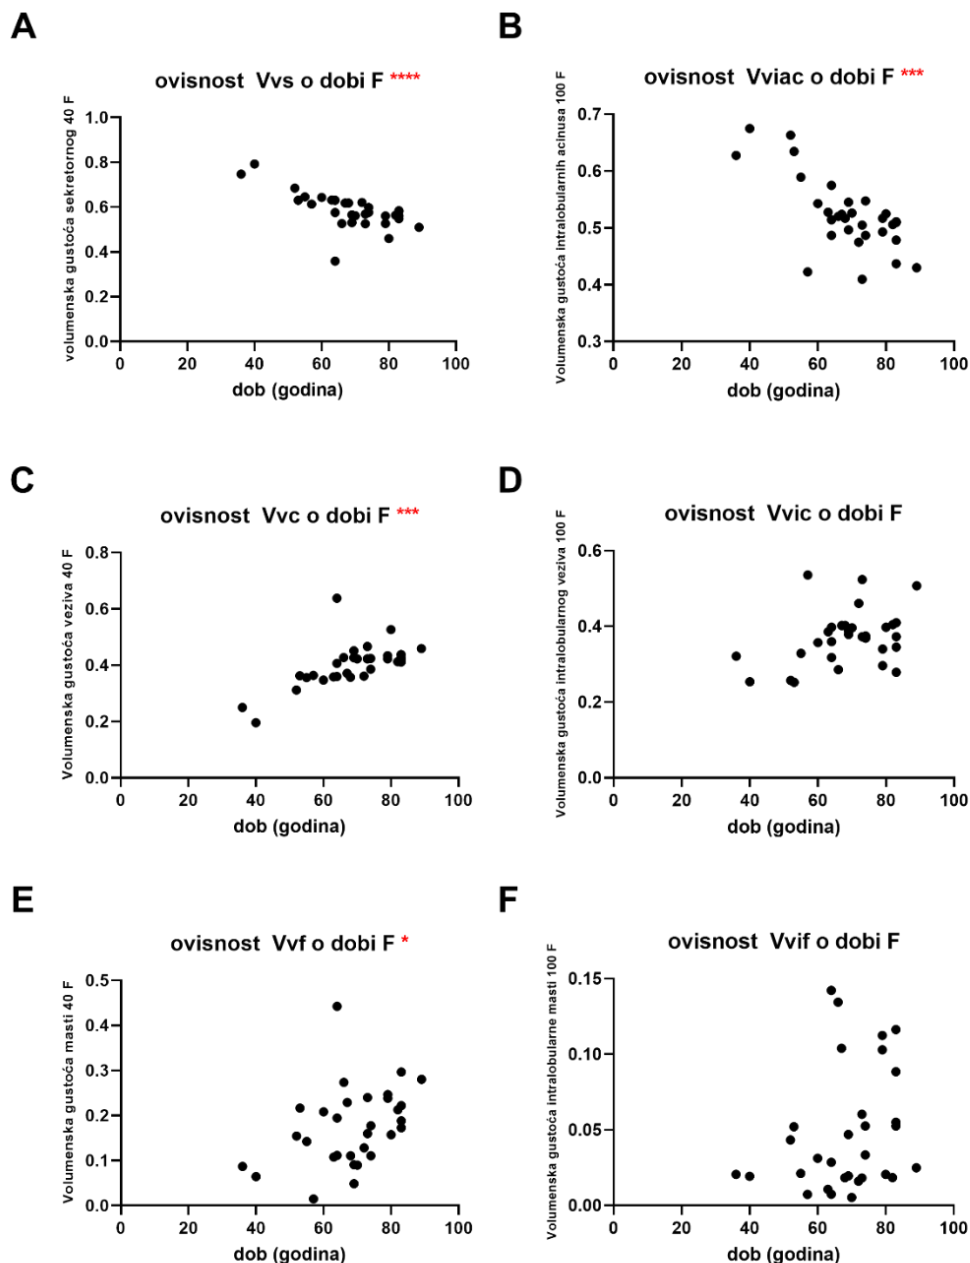 A
ovisnost Vvs o dobi F ****
volumenska gustoća sekretornog 40 F
1.0
0.8
0.6
0.4
0.2
0.0
0 20 40 60 80 100
dob (godina)
B
ovisnost Vviac o dobi F ***
Volumenska gustoća intralobularnih acinusa 100 F
0.7
0.6
0.5
0.4
0.3
0 20 40 60 80 100
dob (godina)
C
ovisnost Vvc o dobi F ***
Volumenska gustoća veziva 40 F
0.8
0.6
0.4
0.2
0.0
0 20 40 60 80 100
dob (godina)
D
ovisnost Vvic o dobi F
Volumenska gustoća intralobularnog veziva 100 F
0.6
0.4
0.2
0.0
0 20 40 60 80 100
dob (godina)
E
ovisnost Vvf o dobi F *
Volumenska gustoća masti 40 F
0.5
0.4
0.3
0.2
0.1
0.0
0 20 40 60 80 100
dob (godina)
F
ovisnost Vvif o dobi F
Volumenska gustoća intralobularne masti 100 F
0.15
0.10
0.05
0.00
0 20 40 60 80 100
dob (godina)